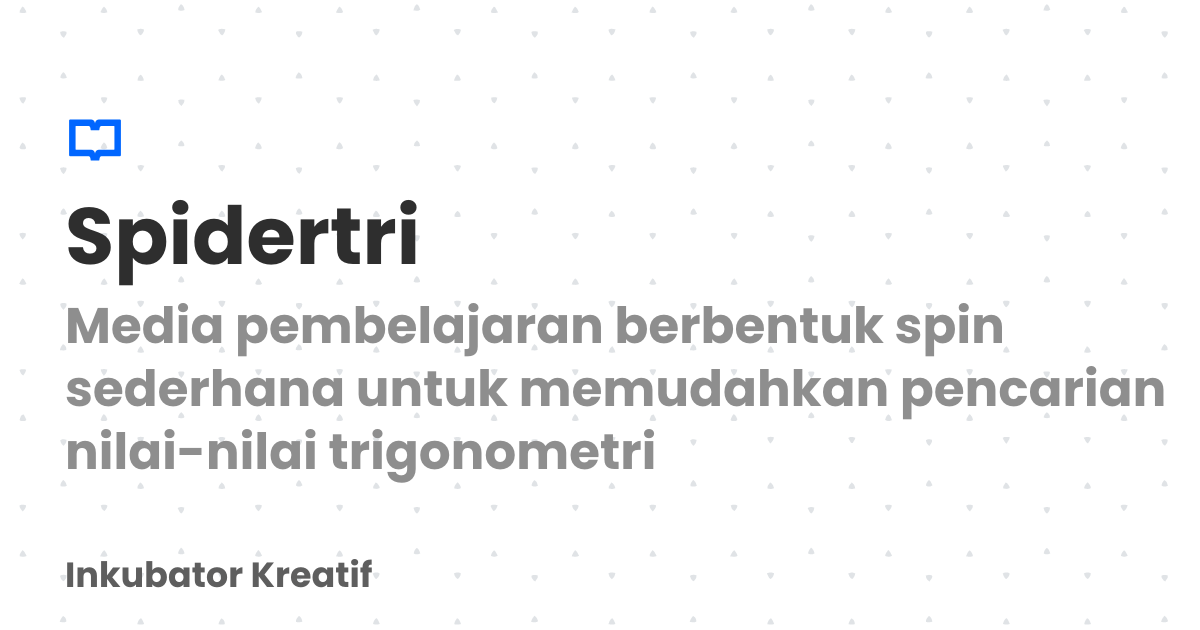 Spidertri
Media pembelajaran berbentuk spin
sederhana untuk memudahkan pencarian
nilai-nilai trigonometri
Inkubator Kreatif